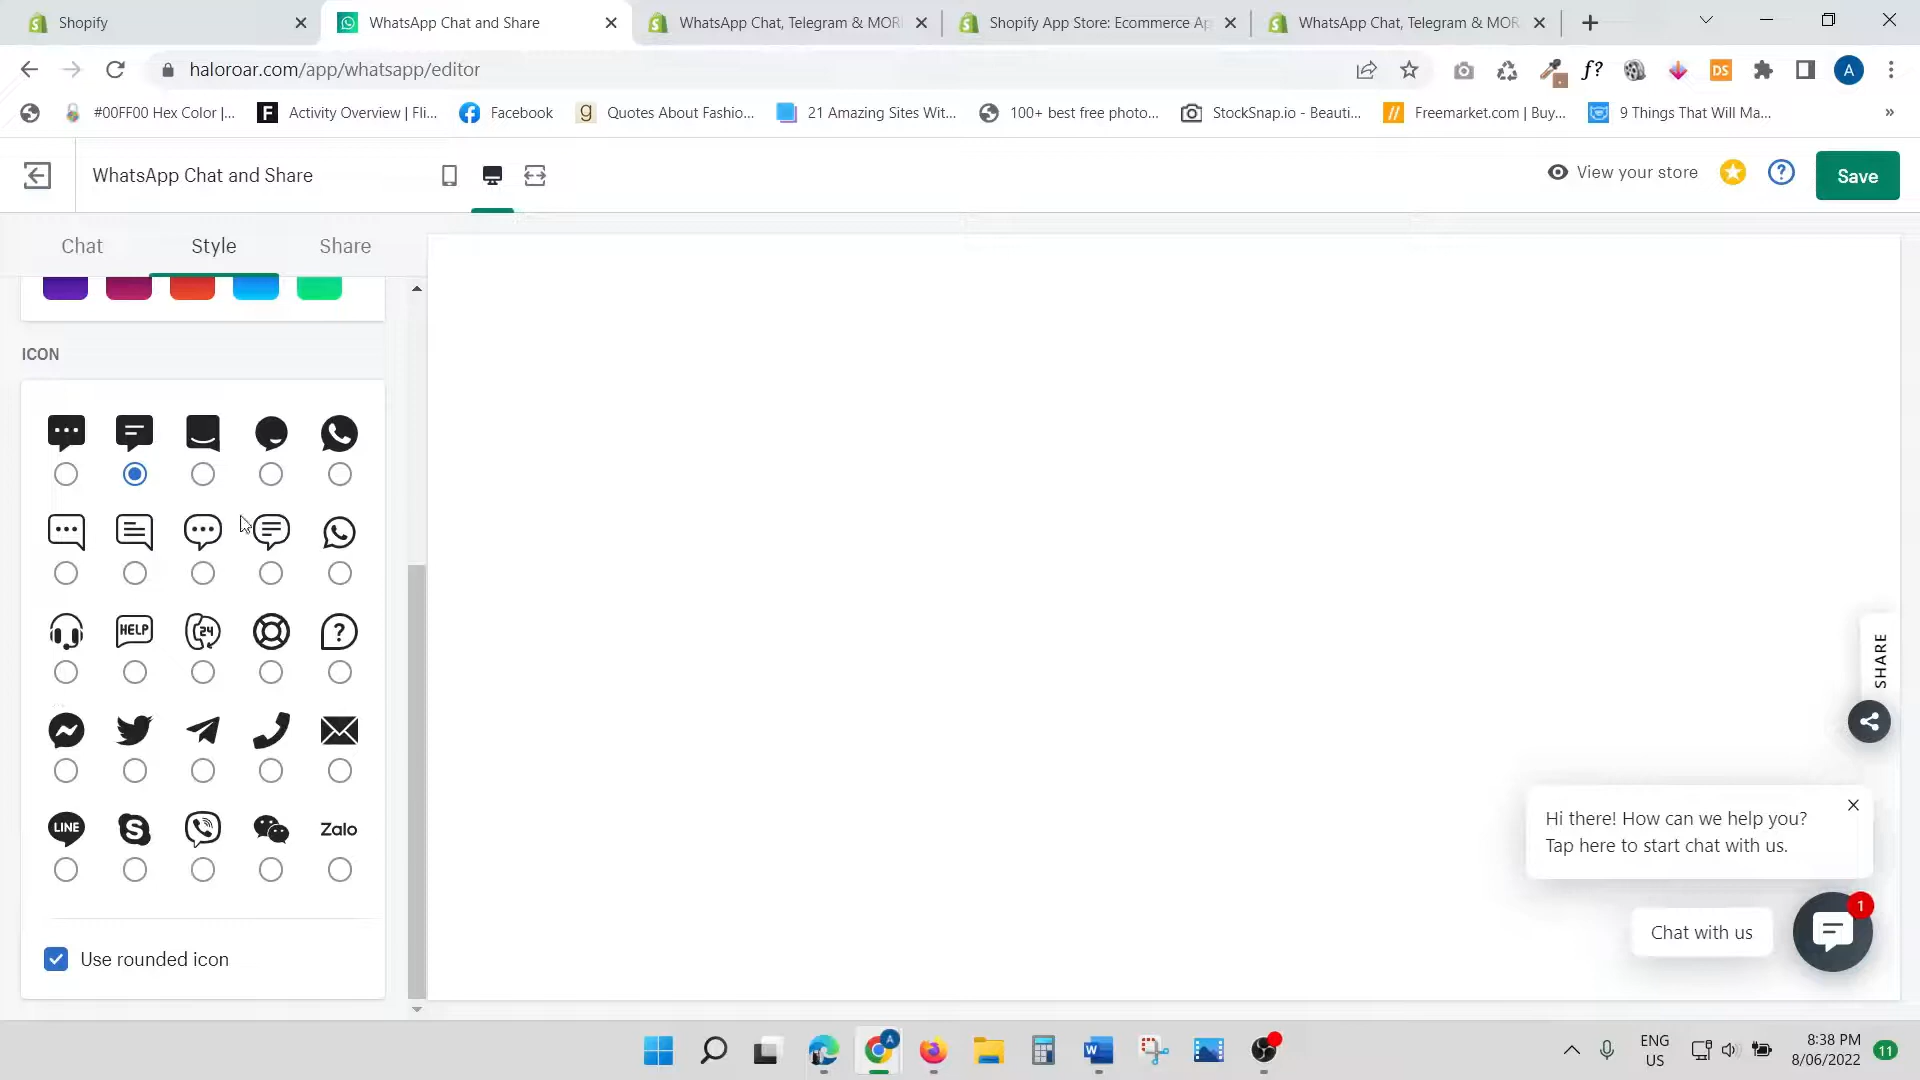 Shopify
WhatsApp Chat and Share
WhatsApp Chat, Telegram & MOR
Shopify App Store: Ecommerce Ap
WhatsApp Chat, Telegram & MOR
haloroar.com/app/whatsapp/editor
f?
DS
A
#00FF00 Hex Color |...
F
Activity Overview | Fli...
Facebook
g
Quotes About Fashio...
21 Amazing Sites Wit...
100+ best free photo...
StockSnap.io - Beauti...
Freemarket.com | Buy...
9 Things That Will Ma...
»
WhatsApp Chat and Share
View your store
?
Save
Chat
Style
Share
ICON
HELP
24
?
LINE
S
Zalo
Use rounded icon
SHARE
Hi there! How can we help you?
Tap here to start chat with us.
Chat with us
1
A
W
ENG
US
8:38 PM
8/06/2022
11